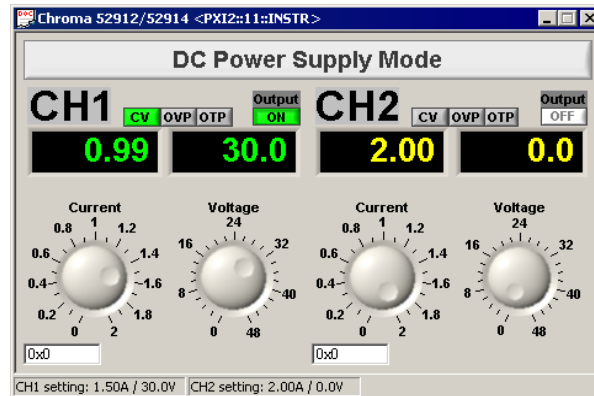 Chroma 52912/52914 <PXI2::11::INSTR>
DC Power Supply Mode
CH1 CV OVP OTP Output ON
CH2 CV OVP OTP Output OFF
0.99 30.0 2.00 0.0
Current Voltage Current Voltage
0 0.2 0.4 0.6 0.8 1 1.2 1.4 1.6 1.8 2
0 8 16 24 32 40 48
0 0.2 0.4 0.6 0.8 1 1.2 1.4 1.6 1.8 2
0 8 16 24 32 40 48
0x0 0x0
CH1 setting: 1.50A / 30.0V CH2 setting: 2.00A / 0.0V